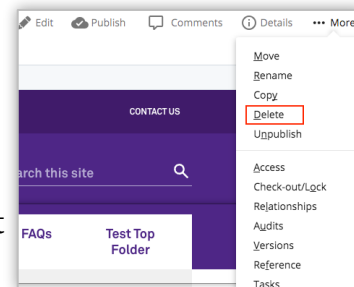 Edit Publish Comments Details ••• More
Move
Rename
Copy
Delete
Unpublish
Access
Check-out/Lock
Relationships
Audits
Versions
Reference
Tasks
CONTACT US
arch this site
t
FAQs Test Top
Folder